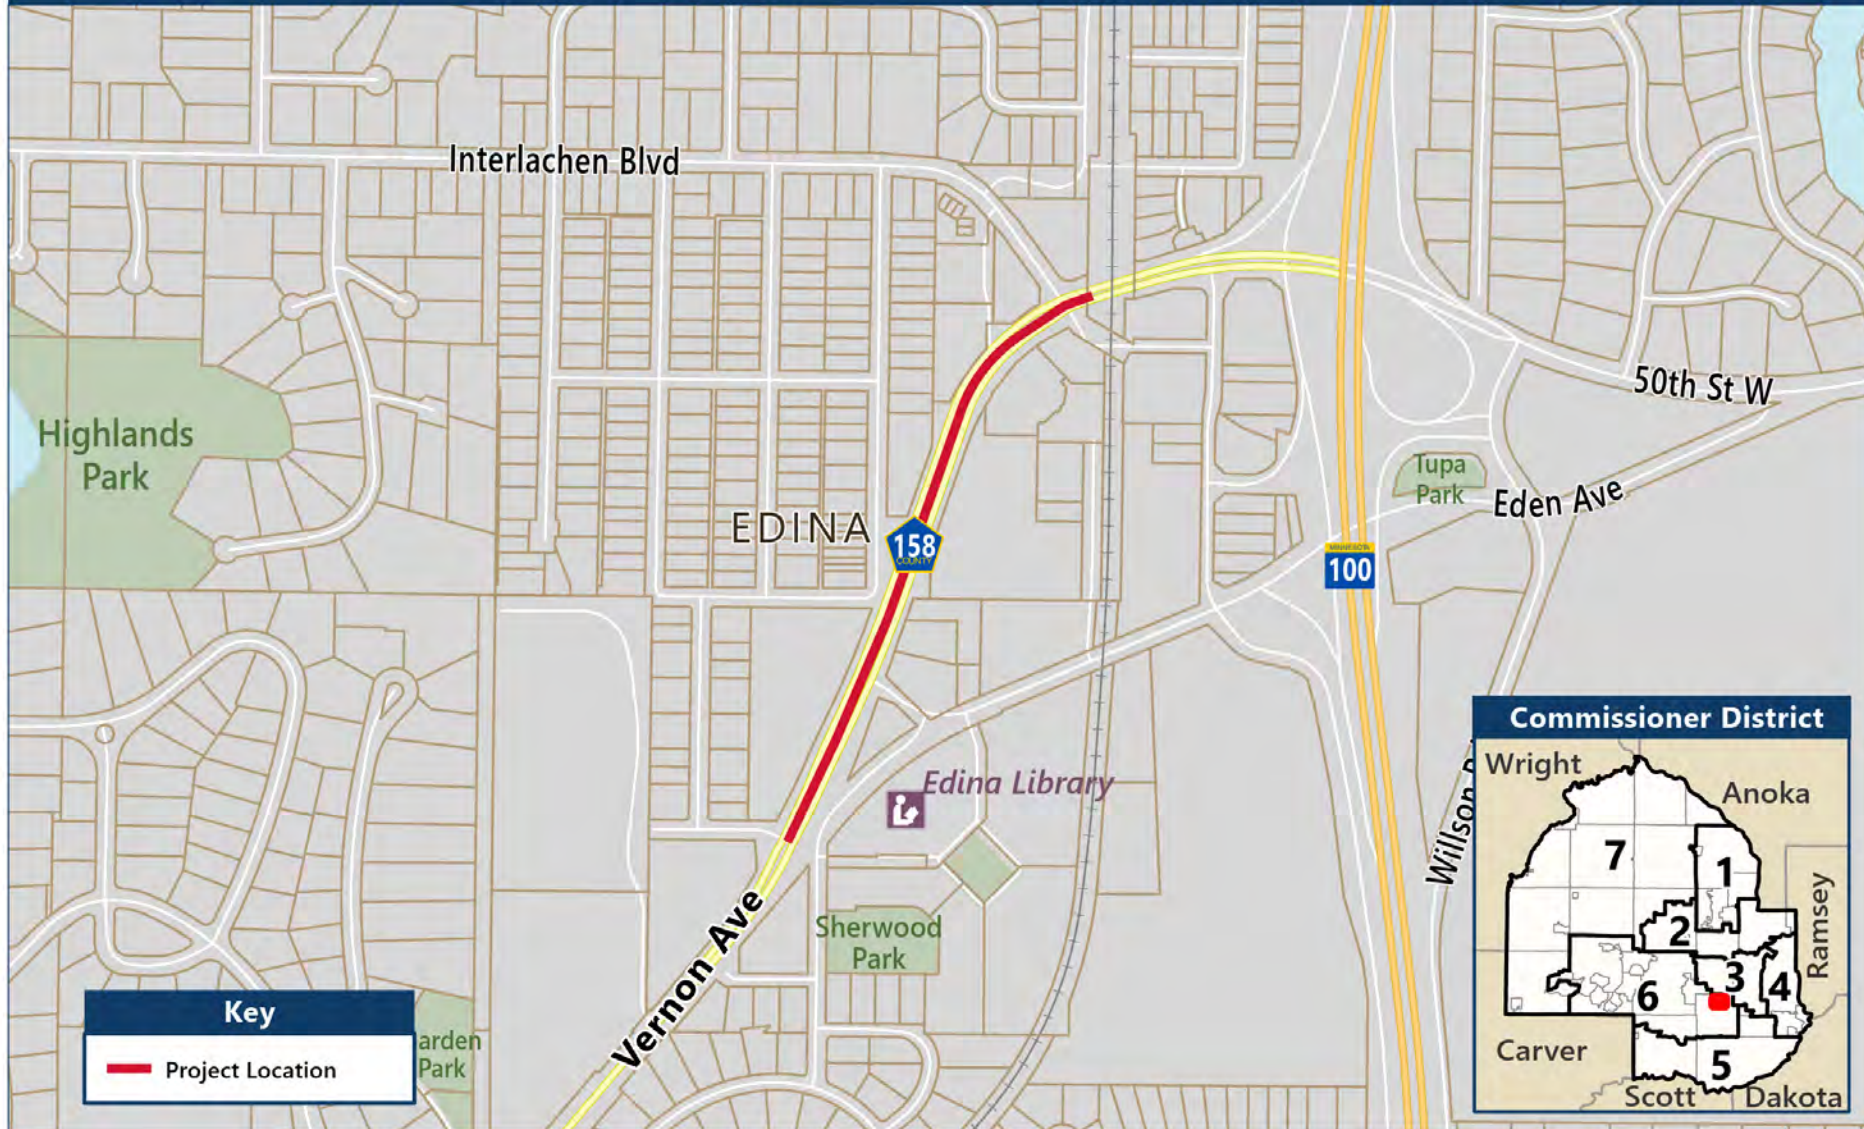 Interlachen Blvd
50th St W
Highlands
Park
Tupa
Park
Eden Ave
EDINA
158
COUNTY
MINNESOTA
100
Edina Library
Willson
Vernon Ave
Sherwood
Park
arden
Park
Key
Project Location
Commissioner District
Wright
Anoka
7
1
2
Ramsey
3
4
6
Carver
5
Scott
Dakota